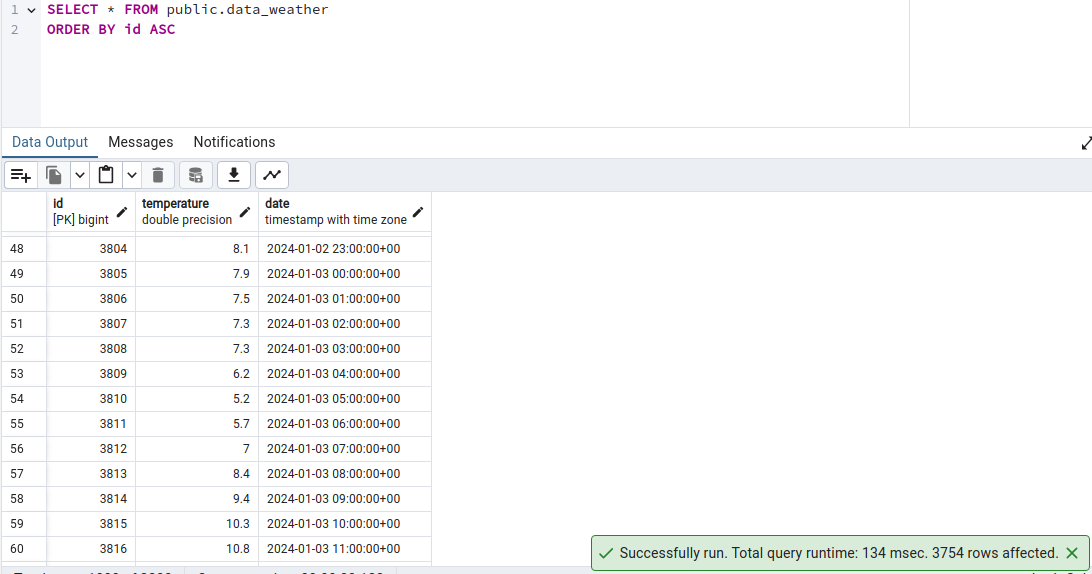 1 SELECT * FROM public.data_weather
2 ORDER BY id ASC
Data Output Messages Notifications
id temperature date
[PK] bigint double precision timestamp with time zone
48 3804 8.1 2024-01-02 23:00:00+00
49 3805 7.9 2024-01-03 00:00:00+00
50 3806 7.5 2024-01-03 01:00:00+00
51 3807 7.3 2024-01-03 02:00:00+00
52 3808 7.3 2024-01-03 03:00:00+00
53 3809 6.2 2024-01-03 04:00:00+00
54 3810 5.2 2024-01-03 05:00:00+00
55 3811 5.7 2024-01-03 06:00:00+00
56 3812 7 2024-01-03 07:00:00+00
57 3813 8.4 2024-01-03 08:00:00+00
58 3814 9.4 2024-01-03 09:00:00+00
59 3815 10.3 2024-01-03 10:00:00+00
60 3816 10.8 2024-01-03 11:00:00+00
Successfully run. Total query runtime: 134 msec. 3754 rows affected.